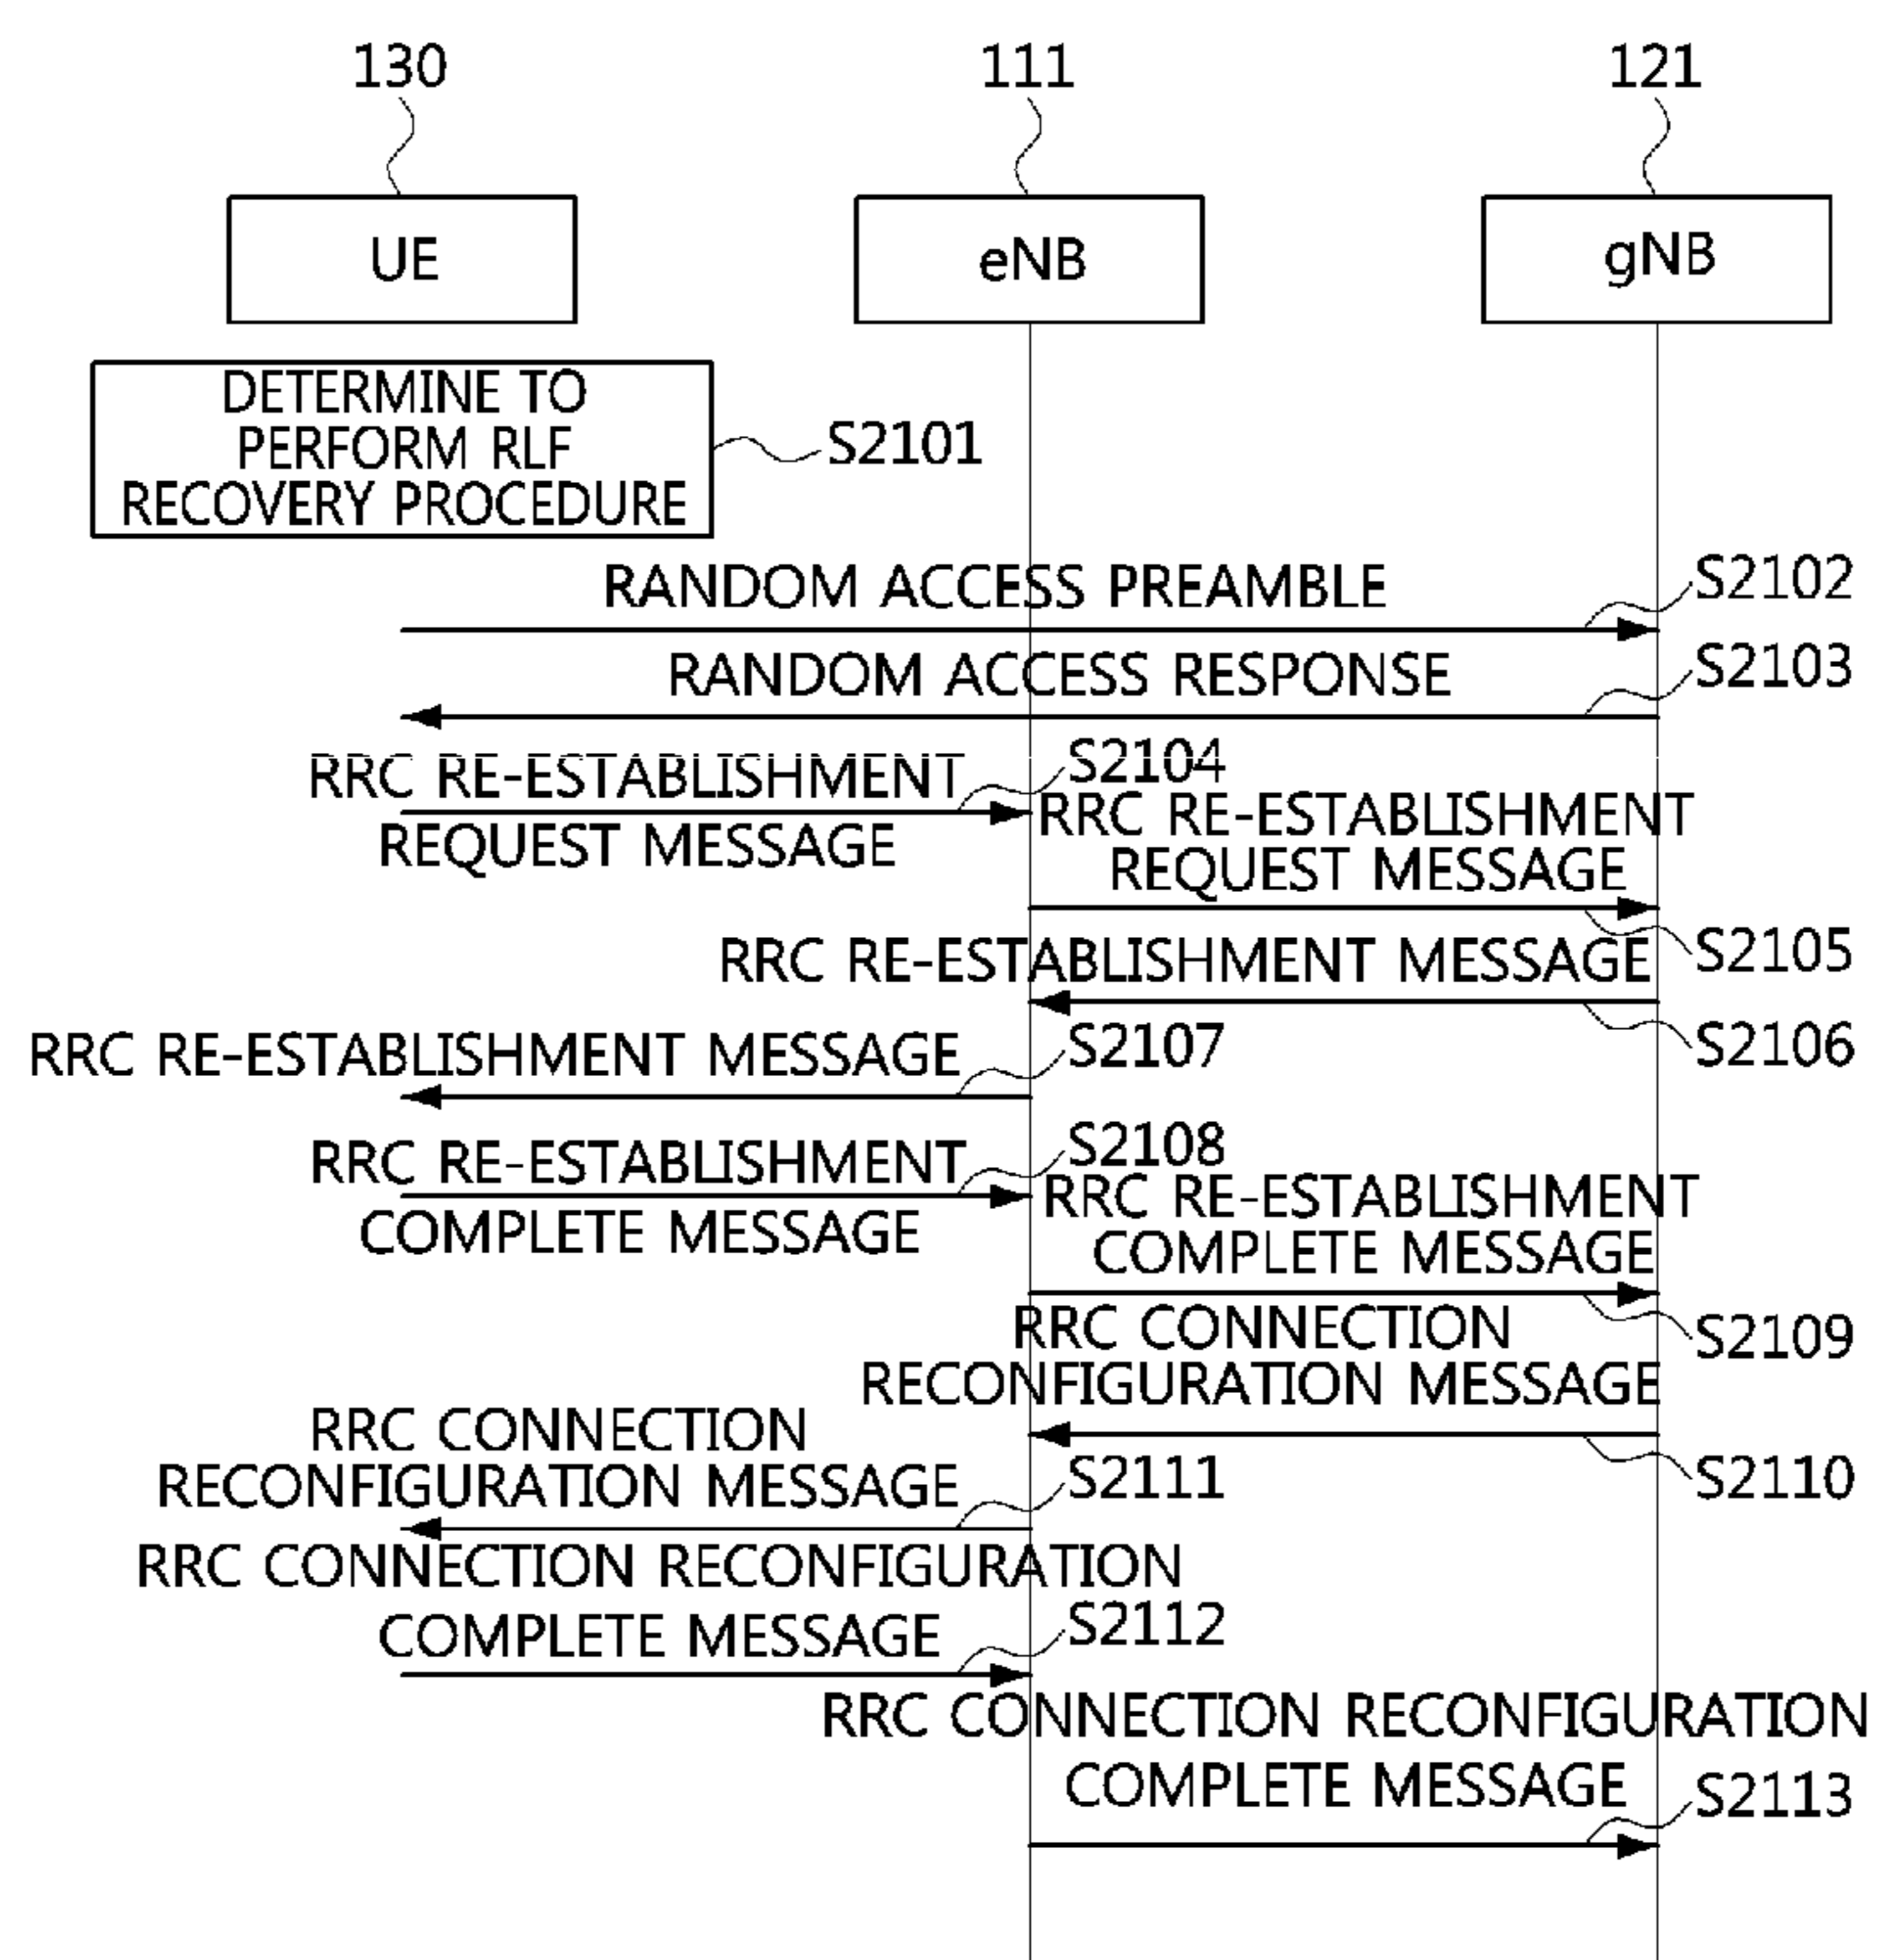 130
111
121
UE
eNB
gNB
DETERMINE TO
PERFORM RLF
RECOVERY PROCEDURE
S2101
RANDOM ACCESS PREAMBLE
S2102
RANDOM ACCESS RESPONSE
S2103
RRC RE-ESTABLISHMENT
REQUEST MESSAGE
S2104
RRC RE-ESTABLISHMENT
REQUEST MESSAGE
S2105
RRC RE-ESTABLISHMENT MESSAGE
S2106
RRC RE-ESTABLISHMENT MESSAGE
S2107
RRC RE-ESTABLISHMENT
COMPLETE MESSAGE
S2108
RRC RE-ESTABLISHMENT
COMPLETE MESSAGE
S2109
RRC CONNECTION
RECONFIGURATION MESSAGE
S2110
RRC CONNECTION
RECONFIGURATION MESSAGE
S2111
RRC CONNECTION RECONFIGURATION
COMPLETE MESSAGE
S2112
RRC CONNECTION RECONFIGURATION
COMPLETE MESSAGE
S2113